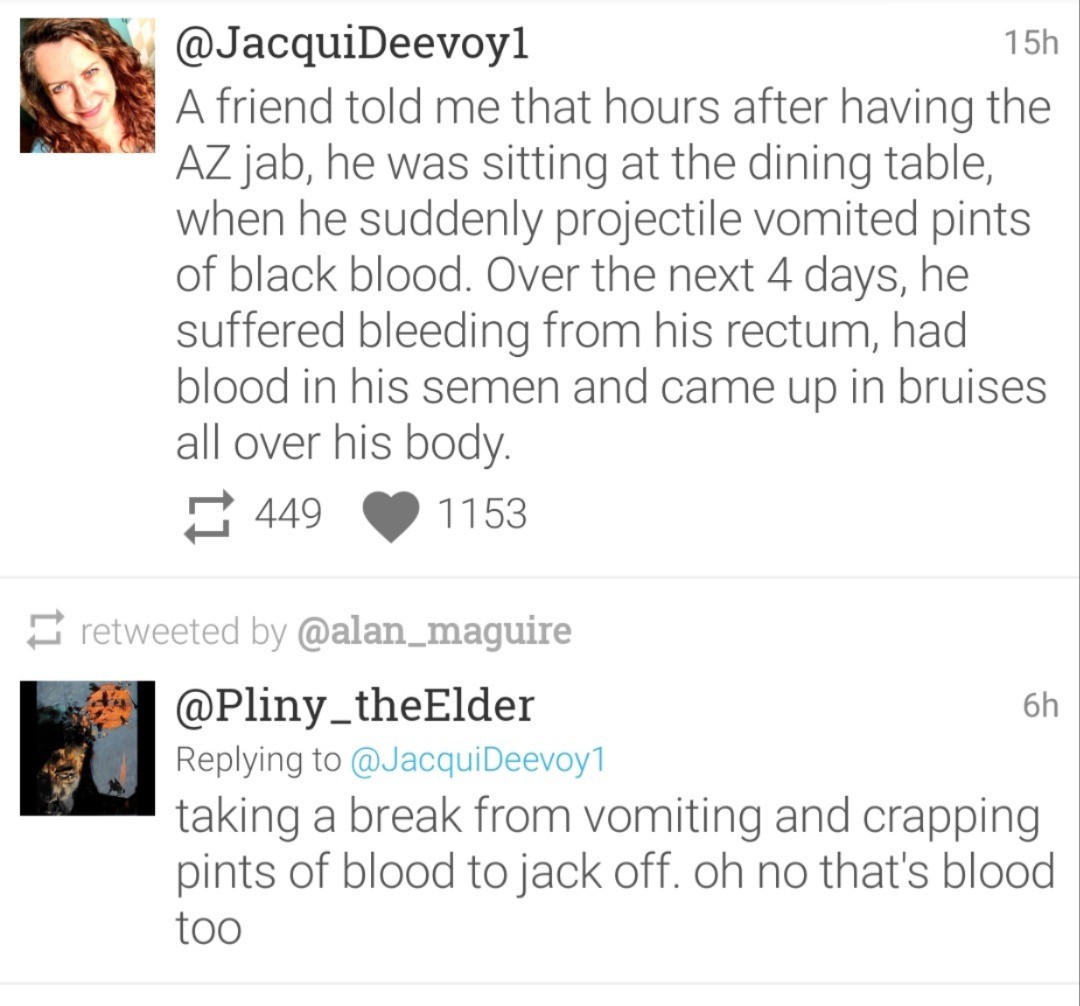 @JacquiDeevoy1 15h
A friend told me that hours after having the
AZ jab, he was sitting at the dining table,
when he suddenly projectile vomited pints
of black blood. Over the next 4 days, he
suffered bleeding from his rectum, had
blood in his semen and came up in bruises
all over his body.
449 1153
retweeted by @alan_maguire
@Pliny_theElder 6h
Replying to @JacquiDeevoy1
taking a break from vomiting and crapping
pints of blood to jack off. oh no that's blood
too